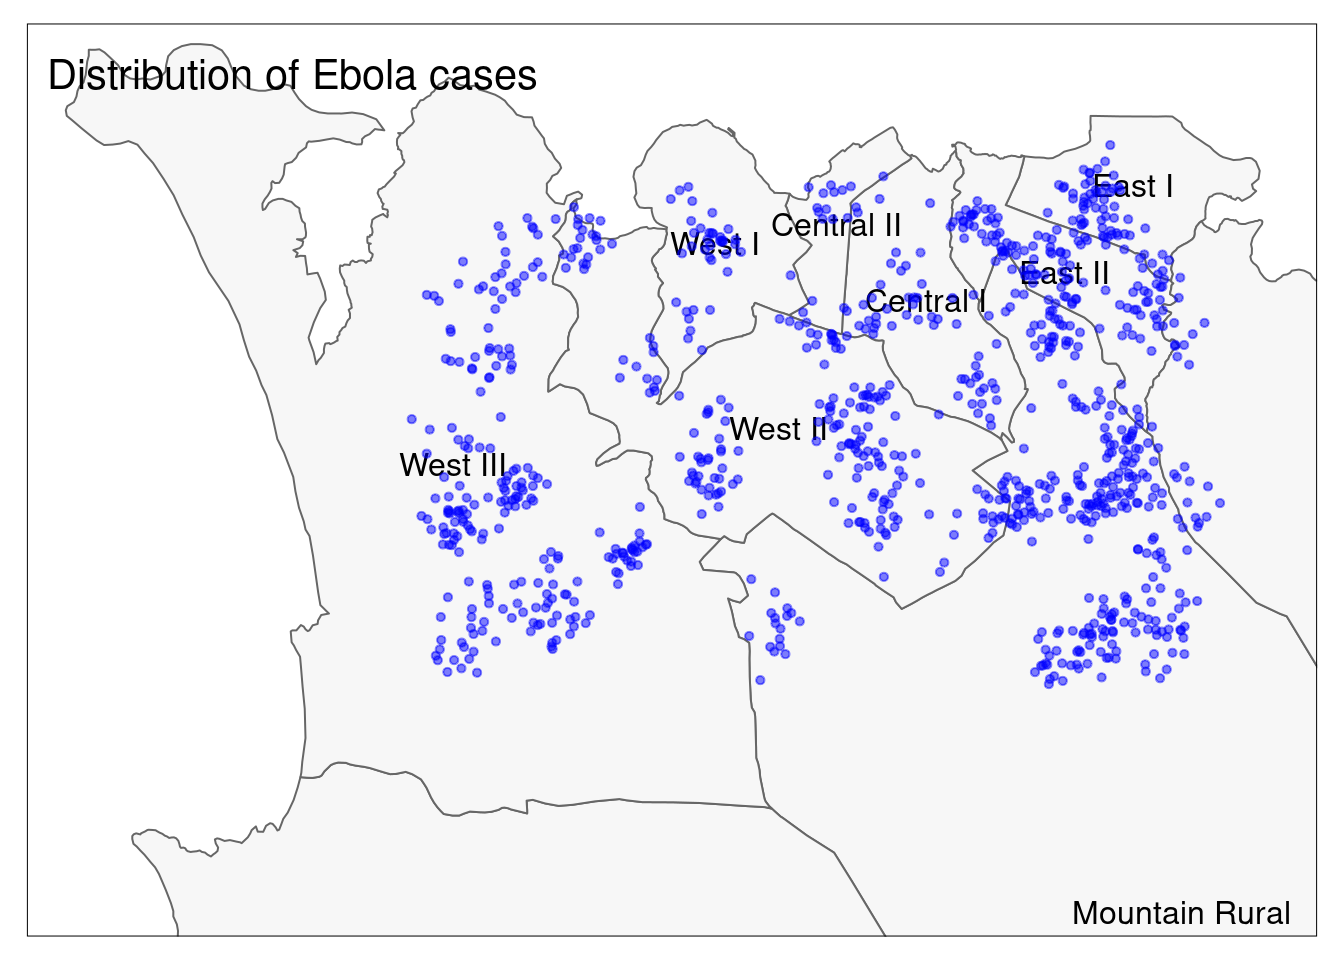 Distribution of Ebola cases
East I
Central II
West I
East II
Central I
West II
West III
Mountain Rural